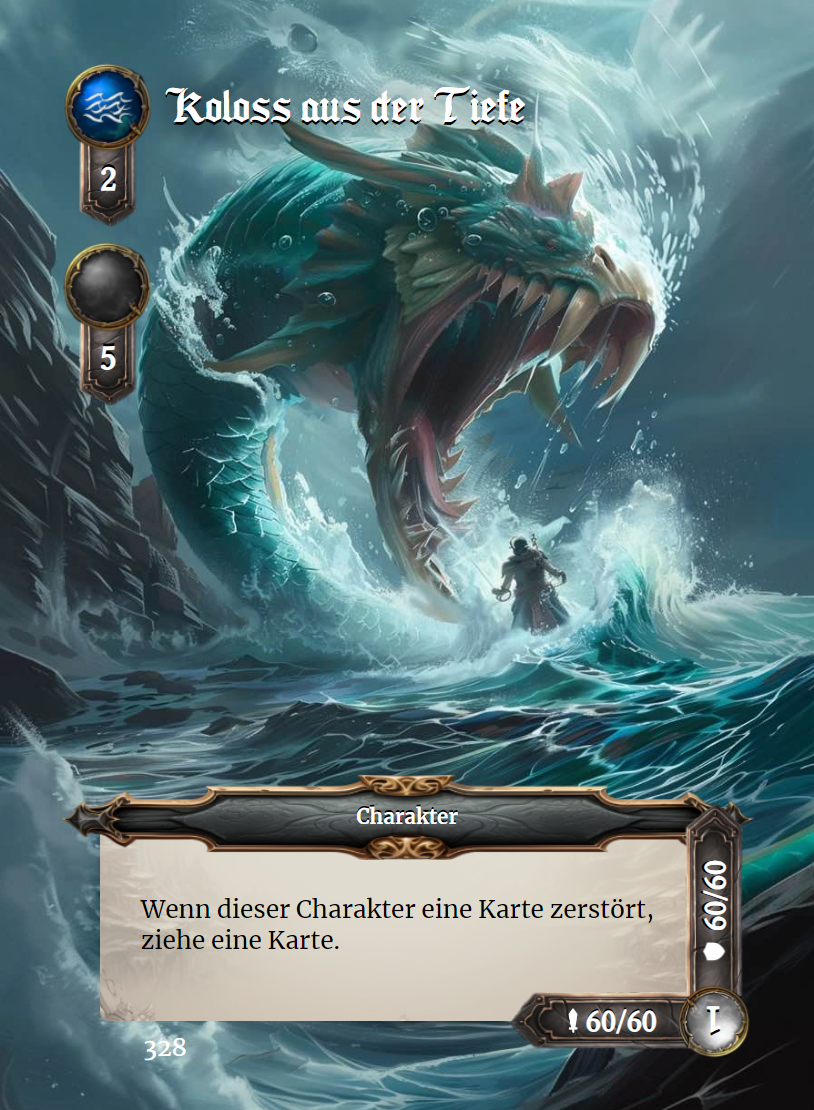 Koloss aus der Tiefe
2
5
Charakter
Wenn dieser Charakter eine Karte zerstört,
ziehe eine Karte.
60/60
60/60
1
328